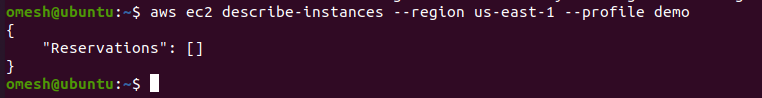 omesh@ubuntu:~$ aws ec2 describe-instances --region us-east-1 --profile demo
{
    "Reservations": []
}
omesh@ubuntu:~$